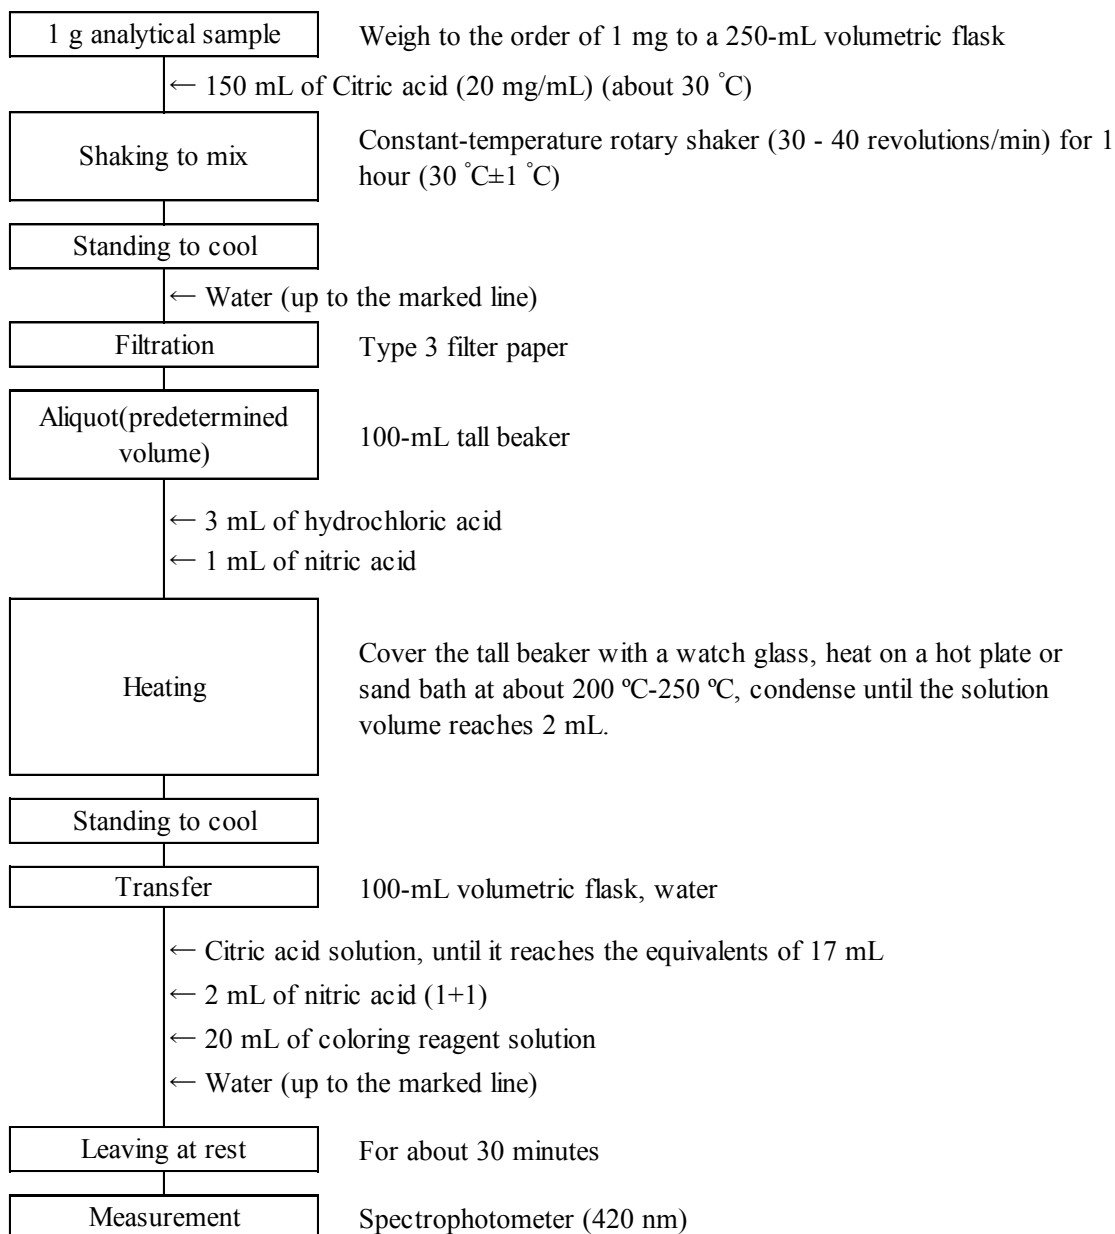 1 g analytical sample
Weigh to the order of 1 mg to a 250-mL volumetric flask
← 150 mL of Citric acid (20 mg/mL) (about 30 ˚C)
Shaking to mix
Constant-temperature rotary shaker (30 - 40 revolutions/min) for 1
hour (30 ˚C±1 ˚C)
Standing to cool
← Water (up to the marked line)
Filtration
Type 3 filter paper
Aliquot(predetermined
volume)
100-mL tall beaker
← 3 mL of hydrochloric acid
← 1 mL of nitric acid
Heating
Cover the tall beaker with a watch glass, heat on a hot plate or
sand bath at about 200 ºC-250 ºC, condense until the solution
volume reaches 2 mL.
Standing to cool
Transfer
100-mL volumetric flask, water
← Citric acid solution, until it reaches the equivalents of 17 mL
← 2 mL of nitric acid (1+1)
← 20 mL of coloring reagent solution
← Water (up to the marked line)
Leaving at rest
For about 30 minutes
Measurement
Spectrophotometer (420 nm)